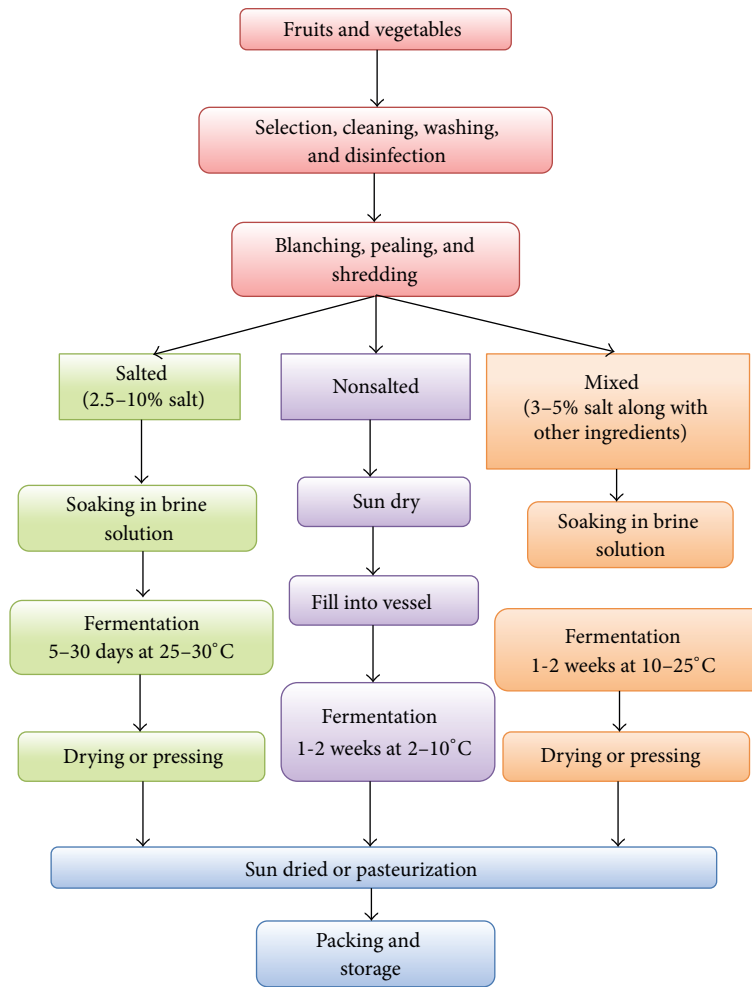 Fruits and vegetables
Selection, cleaning, washing,
and disinfection
Blanching, pealing, and
shredding
Salted
(2.5–10% salt)
Nonsalted
Mixed
(3–5% salt along with
other ingredients)
Soaking in brine
solution
Sun dry
Soaking in brine
solution
Fill into vessel
Fermentation
5–30 days at 25–30°C
Fermentation
1-2 weeks at 10–25°C
Fermentation
1-2 weeks at 2–10°C
Drying or pressing
Drying or pressing
Sun dried or pasteurization
Packing and
storage